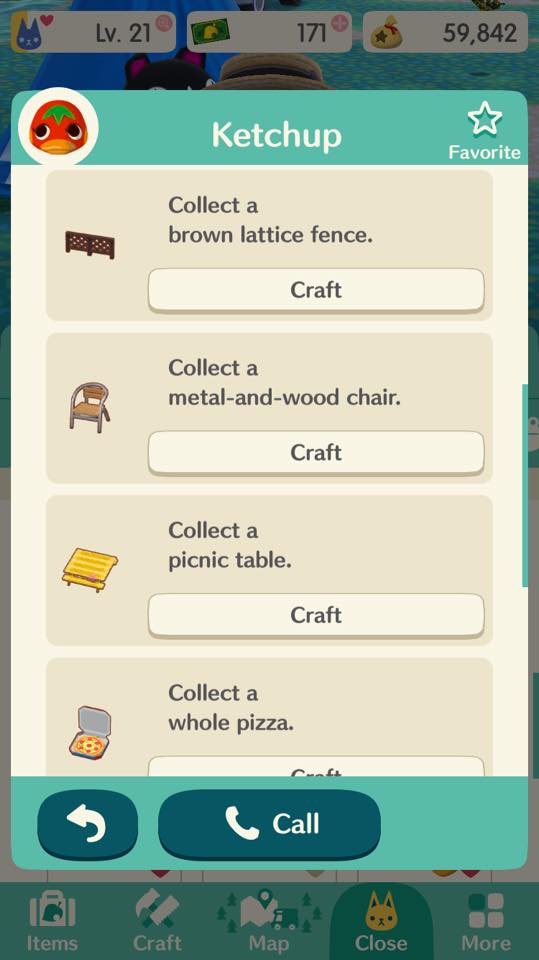 Lv. 21
171
59,842
Ketchup
Favorite
Collect a
brown lattice fence.
Craft
Collect a
metal-and-wood chair.
Craft
Collect a
picnic table.
Craft
Collect a
whole pizza.
Craft
Call
Items
Craft
Map
Close
More